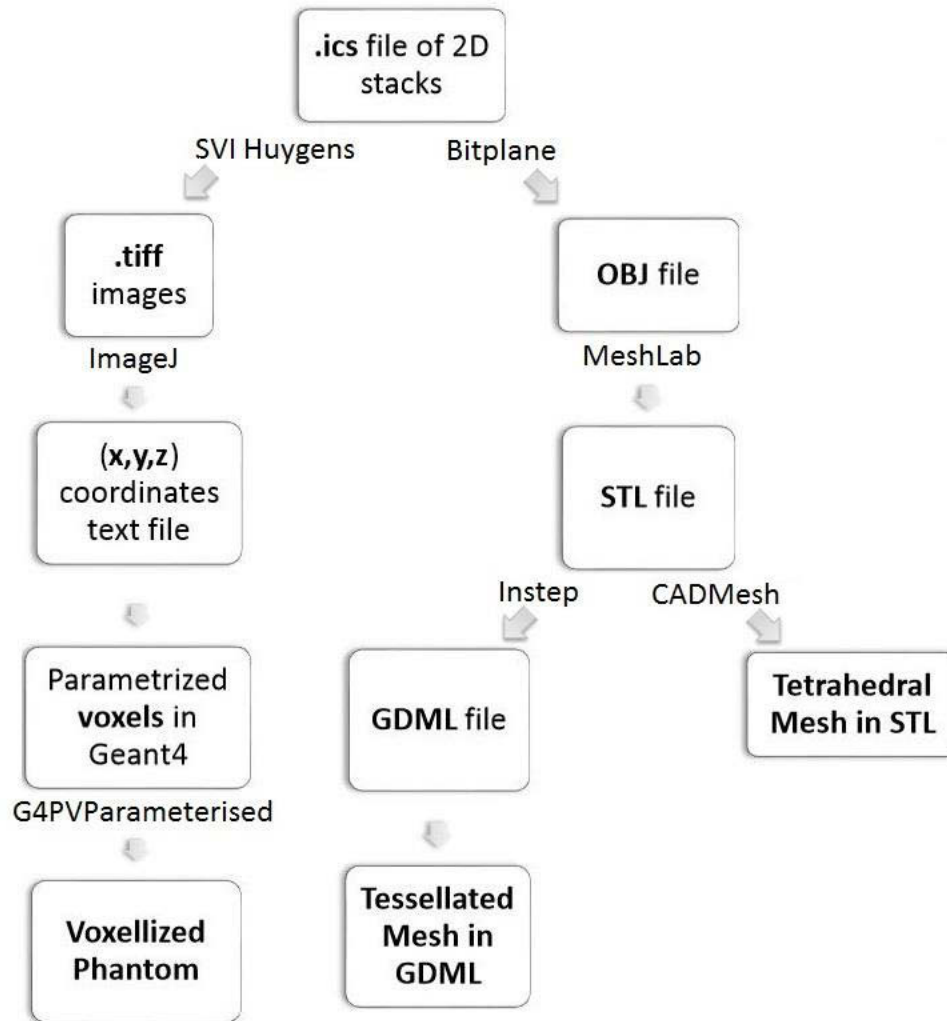 .ics file of 2D
stacks
SVI Huygens
Bitplane
.tiff
images
OBJ file
ImageJ
MeshLab
(x,y,z)
coordinates
text file
STL file
Instep
CADMesh
Parametrized
voxels in
Geant4
GDML file
Tetrahedral
Mesh in STL
G4PVParameterised
Voxellized
Phantom
Tessellated
Mesh in
GDML